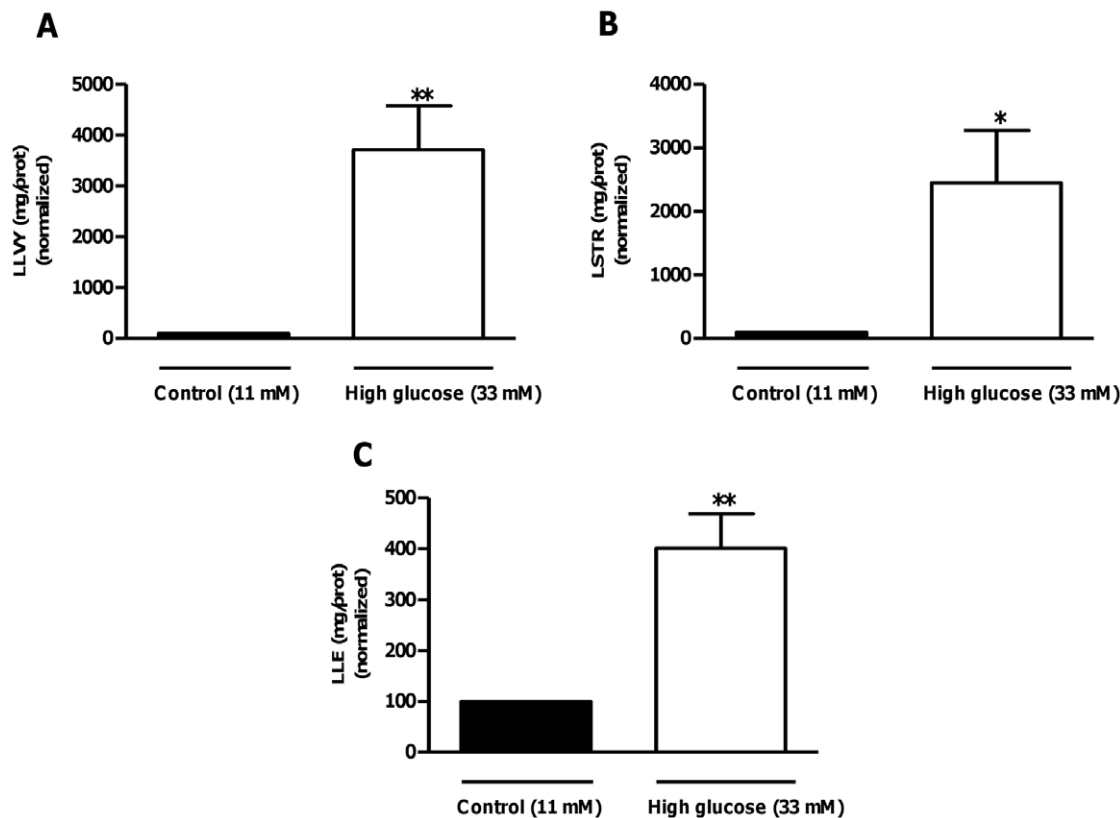 A
LLVY (mg/prot)
(normalized)
5000
4000
3000
2000
1000
0
**
Control (11 mM)
High glucose (33 mM)
B
LSTR (mg/prot)
(normalized)
4000
3000
2000
1000
0
*
Control (11 mM)
High glucose (33 mM)
C
LLE (mg/prot)
(normalized)
500
400
300
200
100
0
**
Control (11 mM)
High glucose (33 mM)